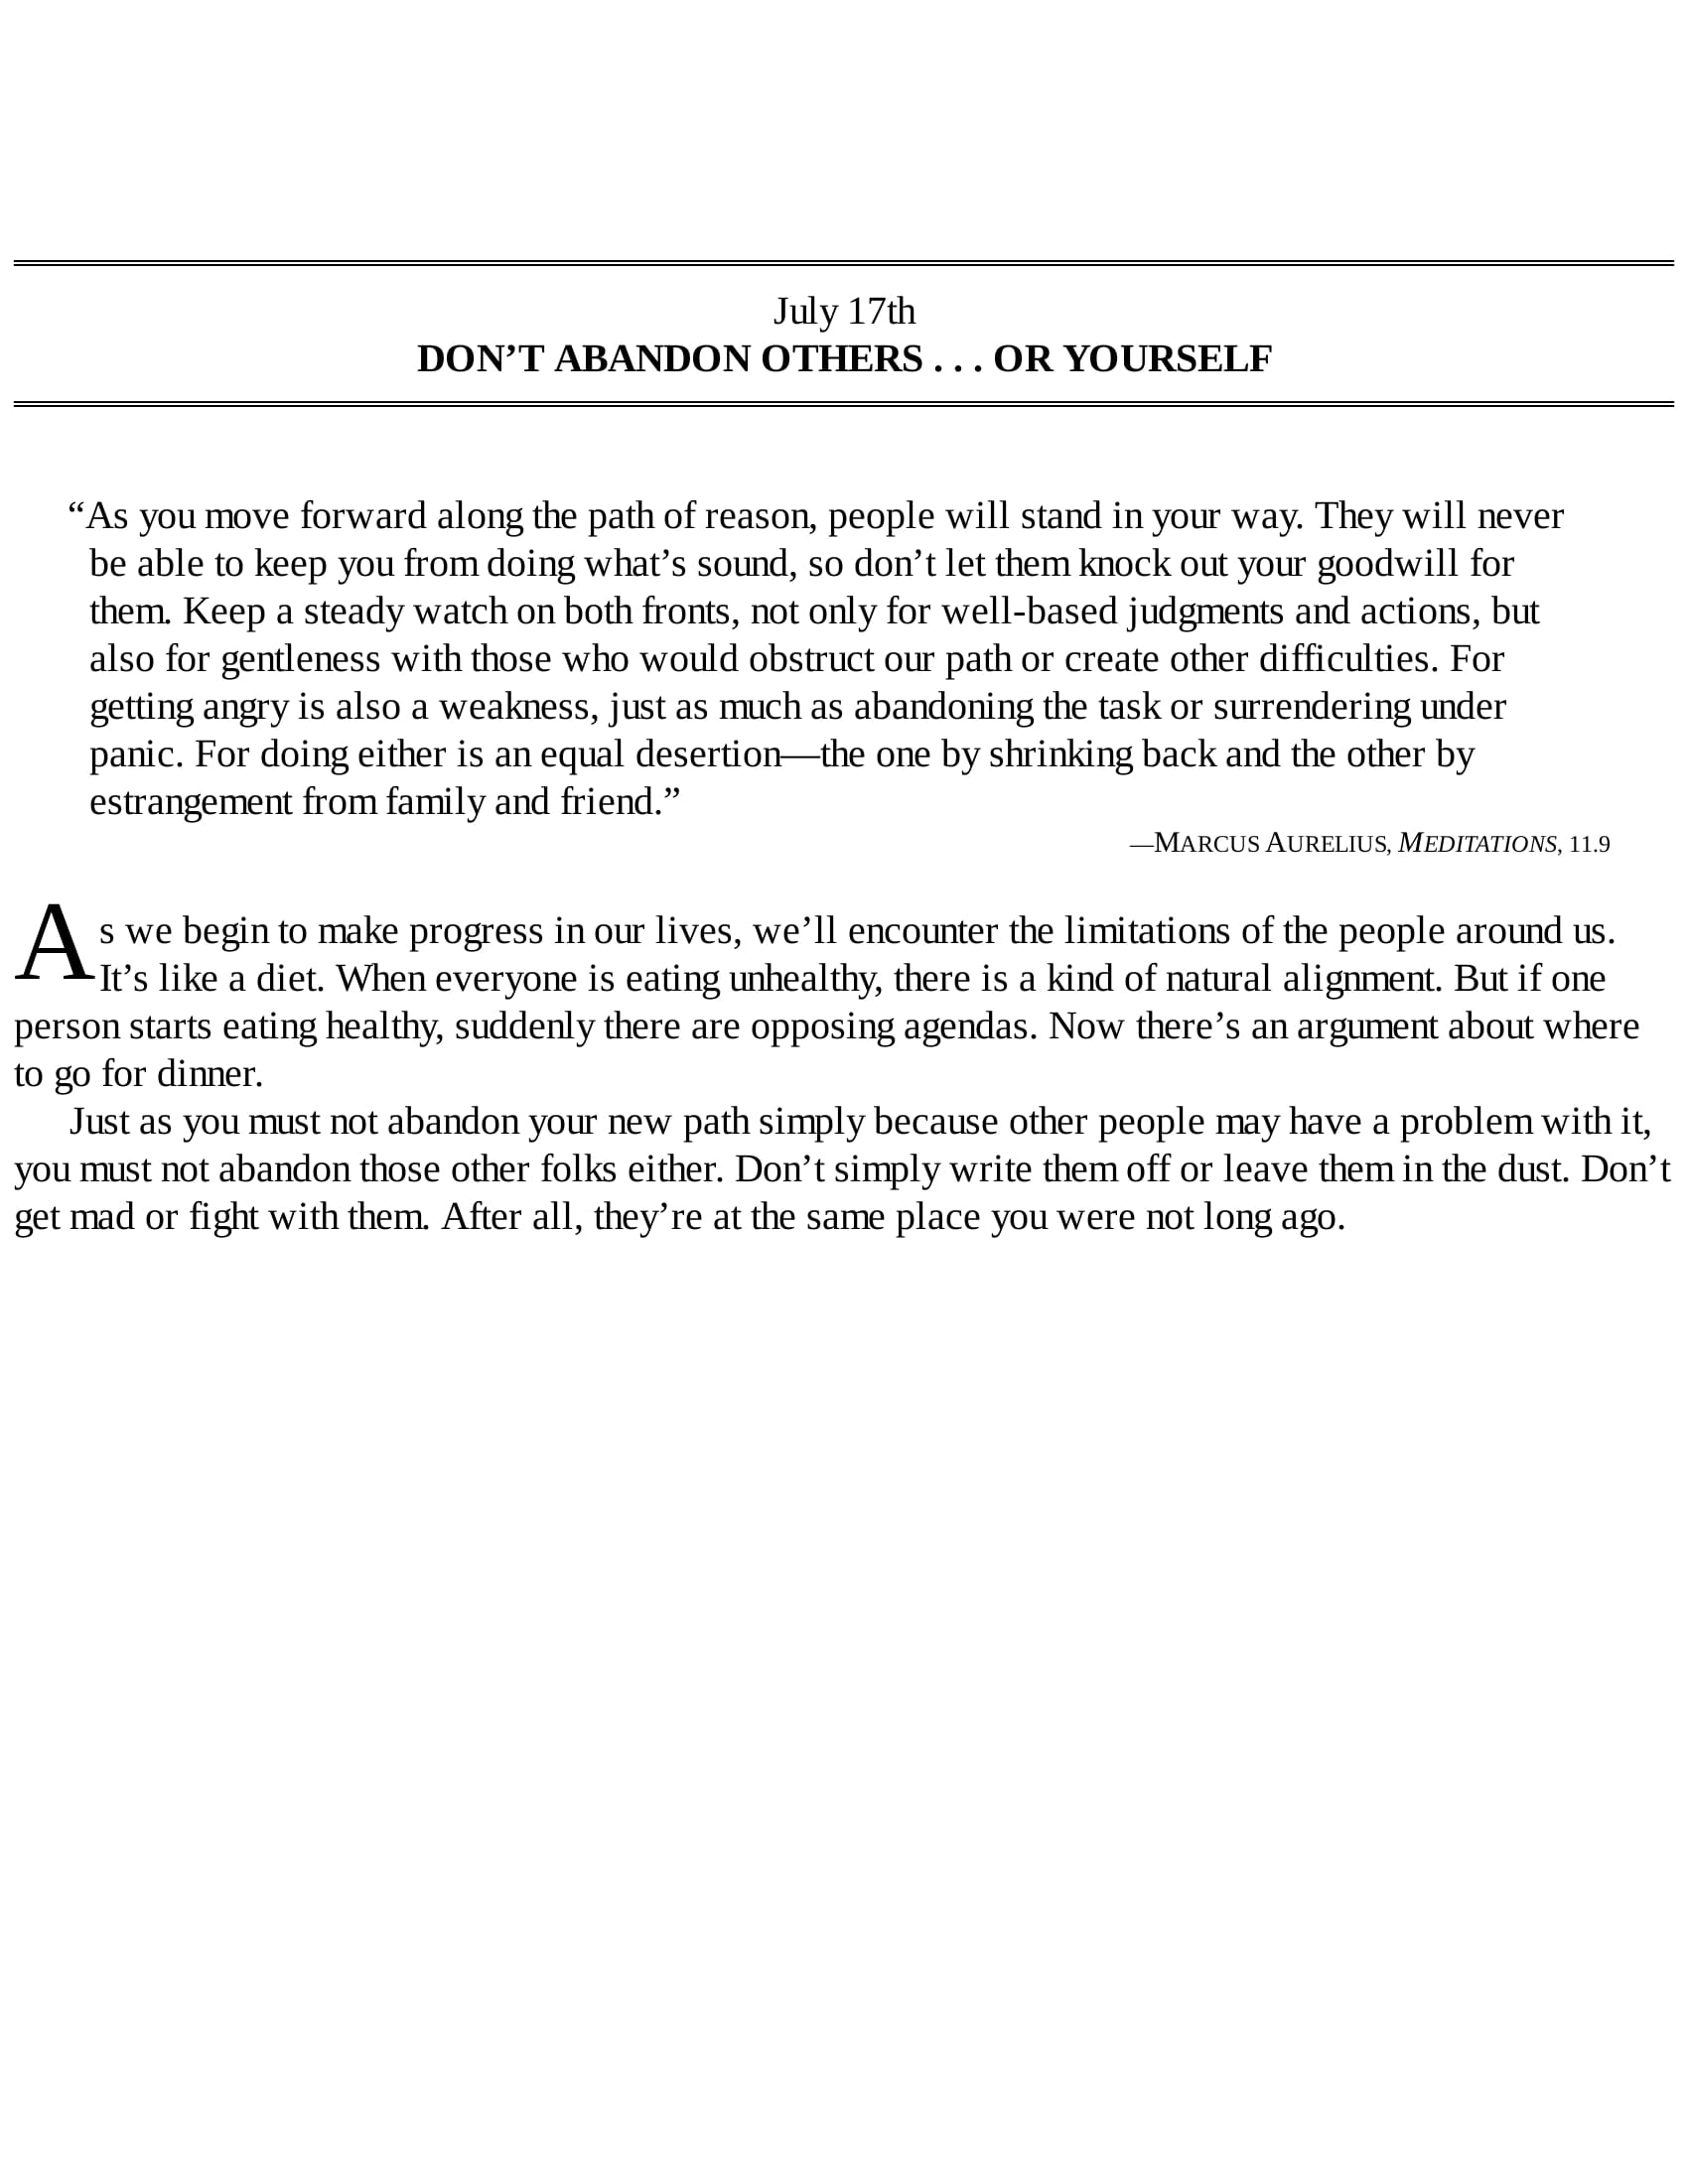 July 17th
DON’T ABANDON OTHERS . . . OR YOURSELF
“As you move forward along the path of reason, people will stand in your way. They will never
be able to keep you from doing what’s sound, so don’t let them knock out your goodwill for
them. Keep a steady watch on both fronts, not only for well-based judgments and actions, but
also for gentleness with those who would obstruct our path or create other difficulties. For
getting angry is also a weakness, just as much as abandoning the task or surrendering under
panic. For doing either is an equal desertion—the one by shrinking back and the other by
estrangement from family and friend.”
—MARCUS AURELIUS, MEDITATIONS, 11.9
As we begin to make progress in our lives, we’ll encounter the limitations of the people around us.
It’s like a diet. When everyone is eating unhealthy, there is a kind of natural alignment. But if one
person starts eating healthy, suddenly there are opposing agendas. Now there’s an argument about where
to go for dinner.
Just as you must not abandon your new path simply because other people may have a problem with it,
you must not abandon those other folks either. Don’t simply write them off or leave them in the dust. Don’t
get mad or fight with them. After all, they’re at the same place you were not long ago.